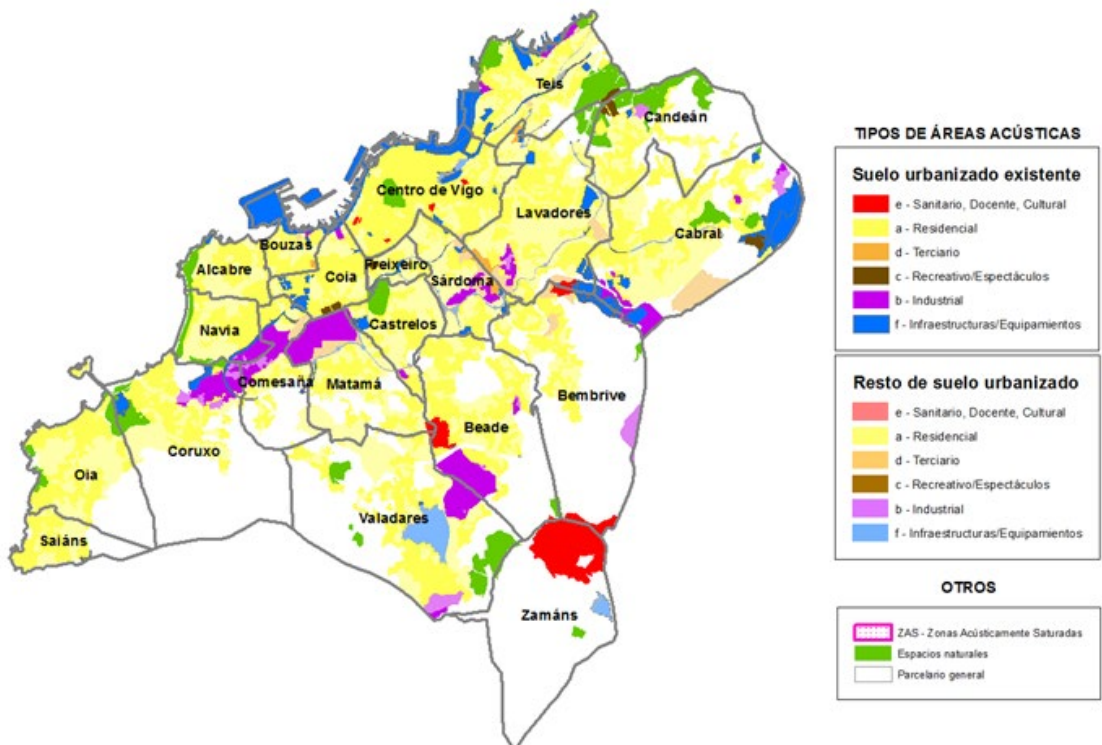 Teis
Candeán
Centro de Vigo
Lavadores
Cabral
Bouzas
Alcabre
Coia
Freixeiro
Sárdoma
Navia
Castrelos
Comesaña
Matamá
Bembrive
Beade
Coruxo
Oia
Valadares
Saiáns
Zamáns
TIPOS DE ÁREAS ACÚSTICAS
Suelo urbanizado existente
e - Sanitario, Docente, Cultural
a - Residencial
d - Terciario
c - Recreativo/Espectáculos
b - Industrial
f - Infraestructuras/Equipamientos
Resto de suelo urbanizado
e - Sanitario, Docente, Cultural
a - Residencial
d - Terciario
c - Recreativo/Espectáculos
b - Industrial
f - Infraestructuras/Equipamientos
OTROS
ZAS - Zonas Acústicamente Saturadas
Espacios naturales
Parcelario general